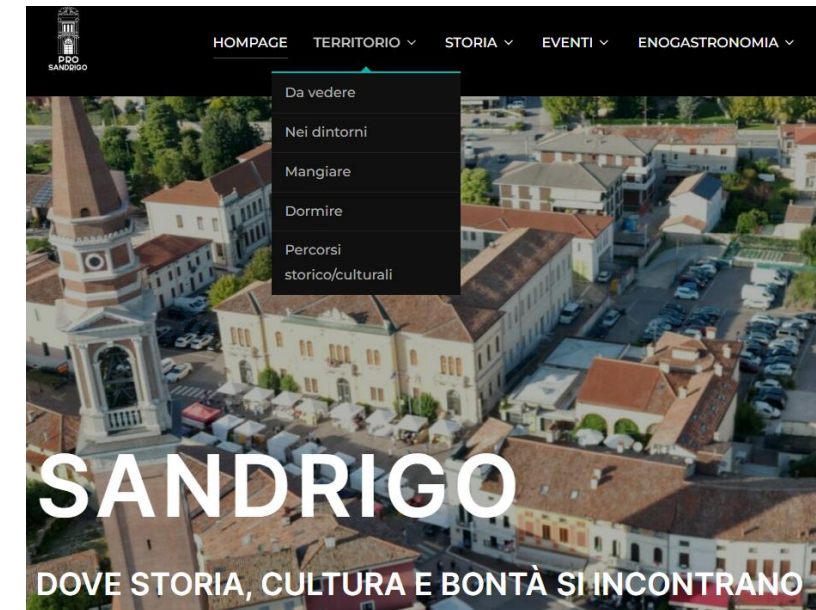 PRO
SANDRIGO
HOMPAGE TERRITORIO STORIA EVENTI ENOGASTRONOMIA
Da vedere
Nei dintorni
Mangiare
Dormire
Percorsi
storico/culturali
SANDRIGO
DOVE STORIA, CULTURA E BONTÀ SI INCONTRANO